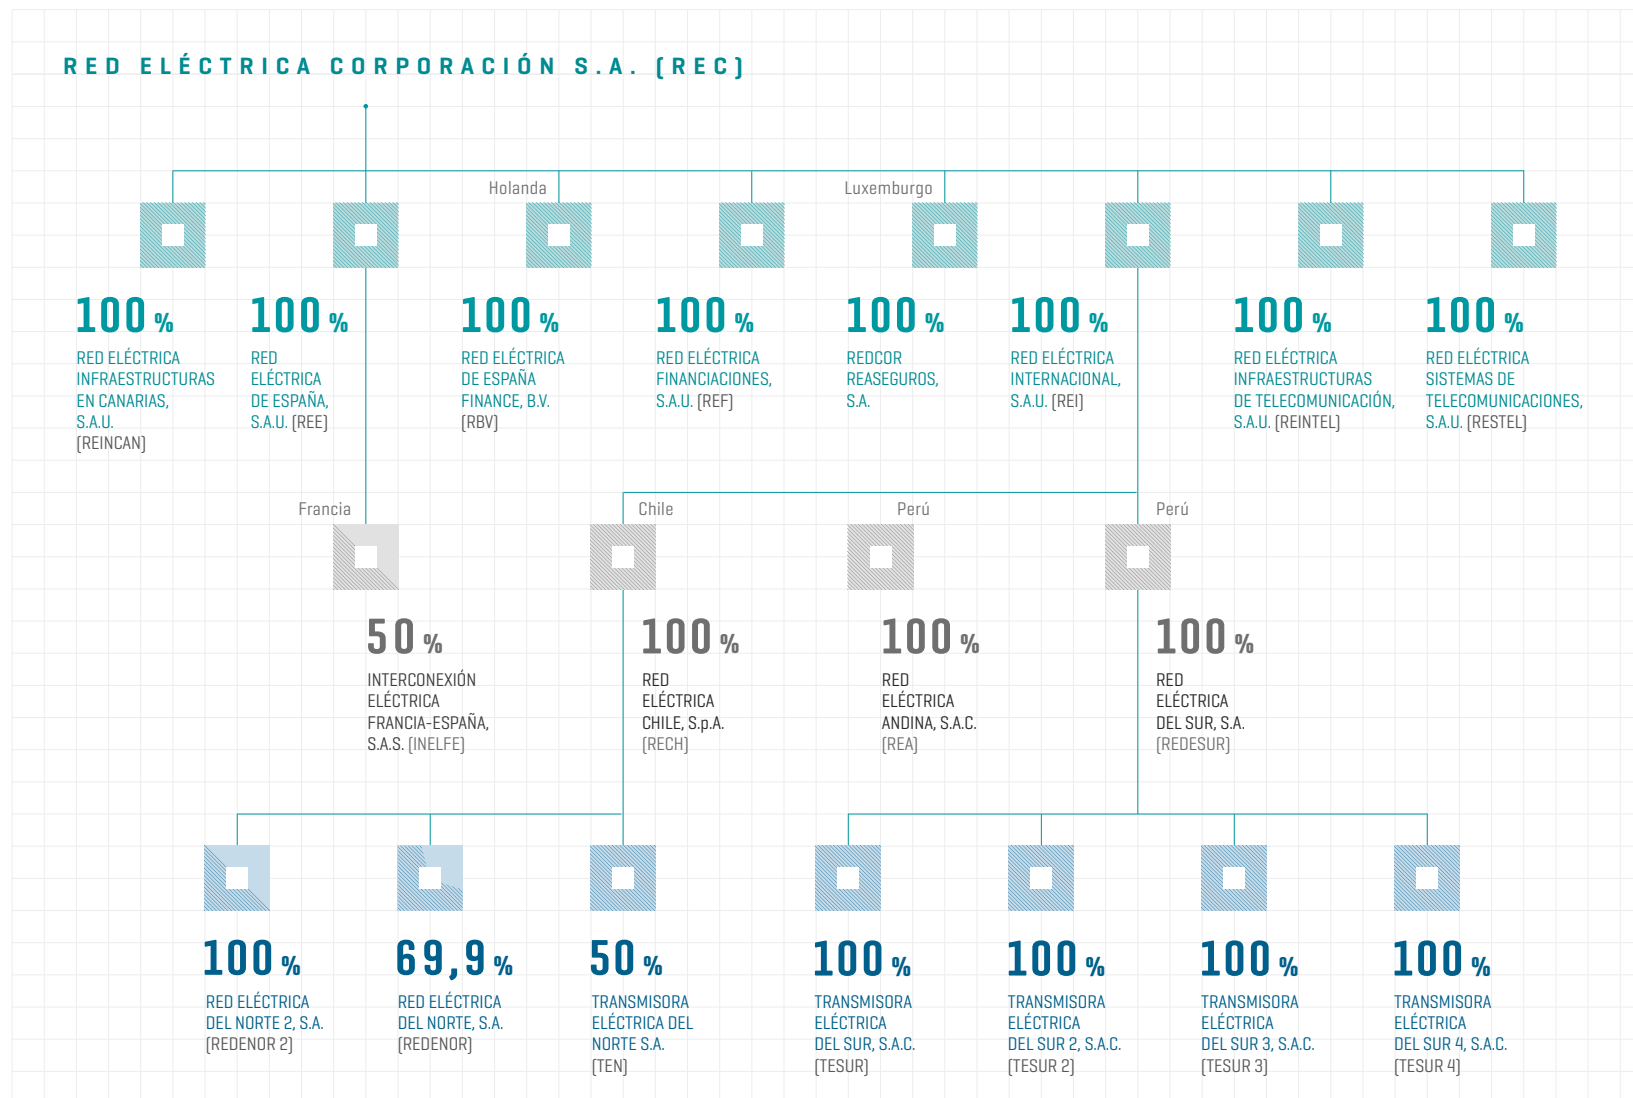 RED ELÉCTRICA CORPORACIÓN S.A. (REC)
Holanda
Luxemburgo
100 %
RED ELÉCTRICA
INFRAESTRUCTURAS
EN CANARIAS,
S.A.U.
(REINCAN)
100 %
RED
ELÉCTRICA
DE ESPAÑA,
S.A.U. (REE)
100 %
RED ELÉCTRICA
DE ESPAÑA
FINANCE, B.V.
(RBV)
100 %
RED ELÉCTRICA
FINANCIACIONES,
S.A.U. (REF)
100 %
REDCOR
REASEGUROS,
S.A.
100 %
RED ELÉCTRICA
INTERNACIONAL,
S.A.U. (REI)
100 %
RED ELÉCTRICA
INFRAESTRUCTURAS
DE TELECOMUNICACIÓN,
S.A.U. (REINTEL)
100 %
RED ELÉCTRICA
SISTEMAS DE
TELECOMUNICACIONES,
S.A.U. (RESTEL)
Francia
50 %
INTERCONEXIÓN
ELÉCTRICA
FRANCIA-ESPAÑA,
S.A.S. (INELFE)
Chile
100 %
RED
ELÉCTRICA
CHILE, S.p.A.
(RECH)
Perú
100 %
RED
ELÉCTRICA
ANDINA, S.A.C.
(REA)
Perú
100 %
RED
ELÉCTRICA
DEL SUR, S.A.
(REDESUR)
100 %
RED ELÉCTRICA
DEL NORTE 2, S.A.
(REDENOR 2)
69,9 %
RED ELÉCTRICA
DEL NORTE, S.A.
(REDENOR)
50 %
TRANSMISORA
ELÉCTRICA DEL
NORTE S.A.
(TEN)
100 %
TRANSMISORA
ELÉCTRICA
DEL SUR, S.A.C.
(TESUR)
100 %
TRANSMISORA
ELÉCTRICA
DEL SUR 2, S.A.C.
(TESUR 2)
100 %
TRANSMISORA
ELÉCTRICA
DEL SUR 3, S.A.C.
(TESUR 3)
100 %
TRANSMISORA
ELÉCTRICA
DEL SUR 4, S.A.C.
(TESUR 4)